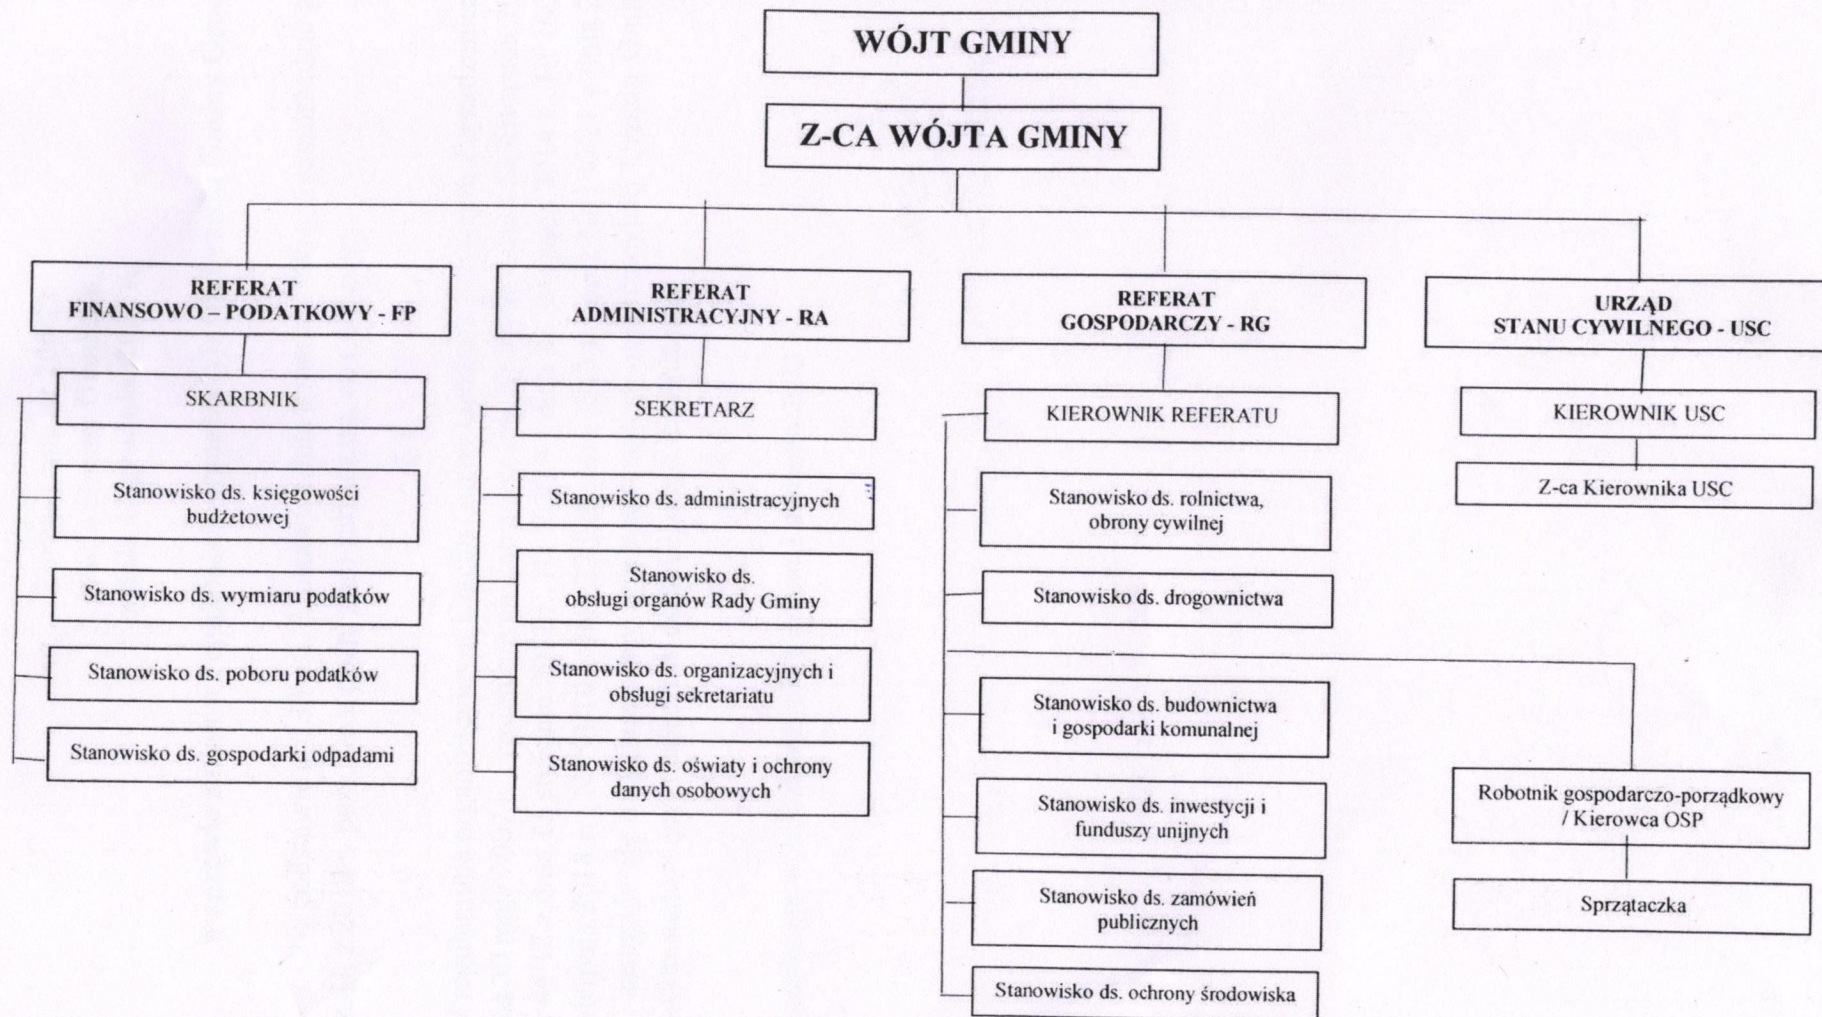 WÓJT GMINY
Z-CA WÓJTA GMINY
REFERAT
FINANSOWO – PODATKOWY - FP
SKARBNIK
Stanowisko ds. księgowości
budżetowej
Stanowisko ds. wymiaru podatków
Stanowisko ds. poboru podatków
Stanowisko ds. gospodarki odpadami
REFERAT
ADMINISTRACYJNY - RA
SEKRETARZ
Stanowisko ds. administracyjnych
Stanowisko ds.
obsługi organów Rady Gminy
Stanowisko ds. organizacyjnych i
obsługi sekretariatu
Stanowisko ds. oświaty i ochrony
danych osobowych
REFERAT
GOSPODARCZY - RG
KIEROWNIK REFERATU
Stanowisko ds. rolnictwa,
obrony cywilnej
Stanowisko ds. drogownictwa
Stanowisko ds. budownictwa
i gospodarki komunalnej
Stanowisko ds. inwestycji i
funduszy unijnych
Stanowisko ds. zamówień
publicznych
Stanowisko ds. ochrony środowiska
Robotnik gospodarczo-porządkowy
/ Kierowca OSP
Sprzątaczka
URZĄD
STANU CYWILNEGO - USC
KIEROWNIK USC
Z-ca Kierownika USC